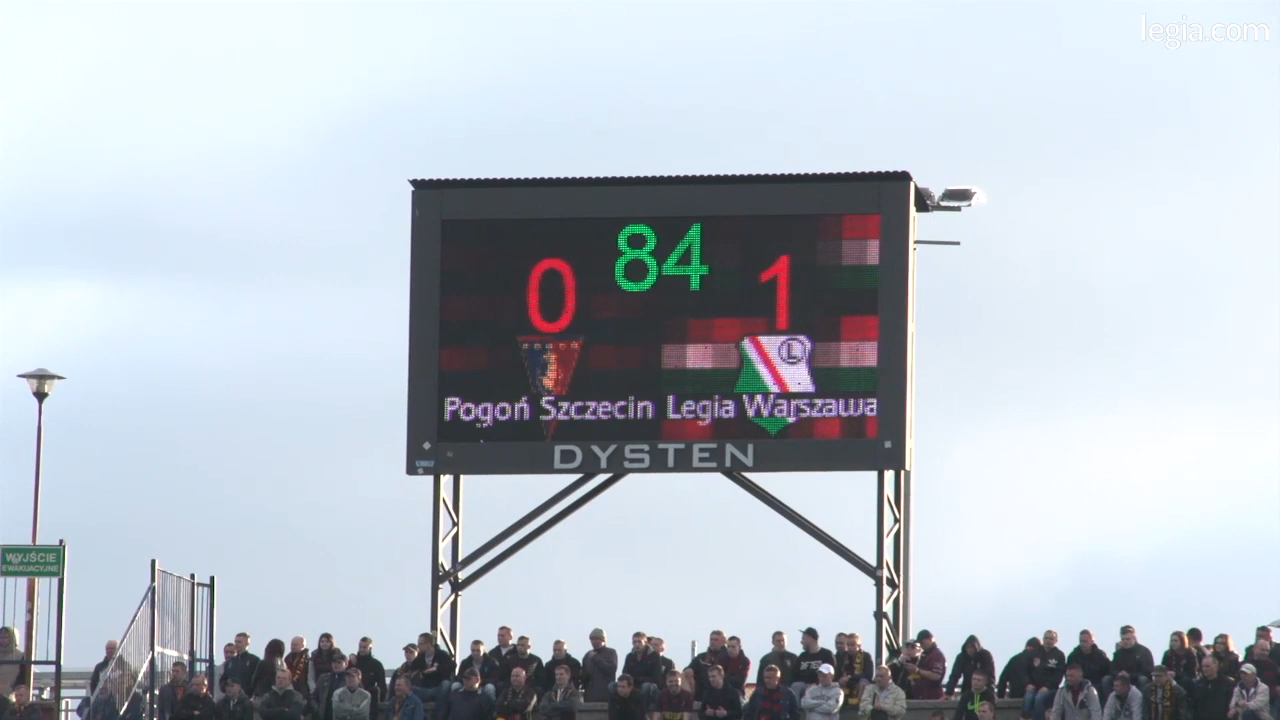 legia.com
84
0 1
L
Pogoń Szczecin Legia Warszawa
DYSTEN
WYJŚCIE
EWAKUACYJNE